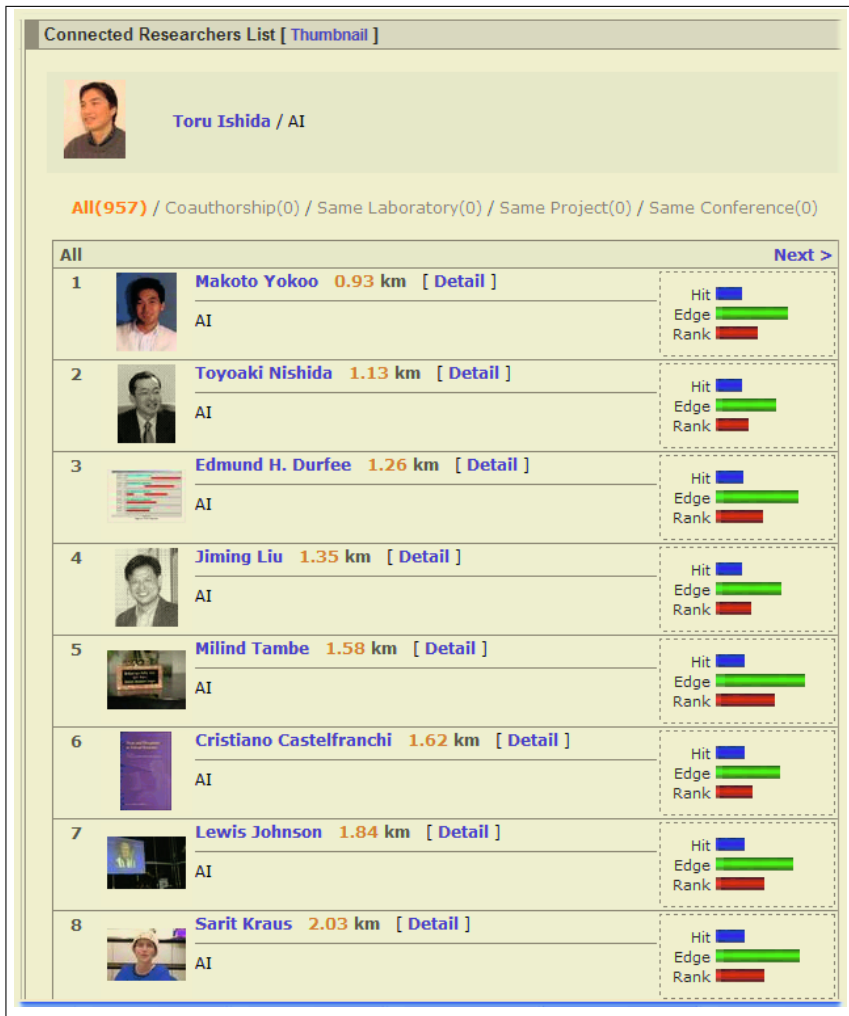 Connected Researchers List [ Thumbnail ]
Toru Ishida / AI
All(957) / Coauthorship(0) / Same Laboratory(0) / Same Project(0) / Same Conference(0)
All Next >
1 Makoto Yokoo 0.93 km [ Detail ]
AI
Hit
Edge
Rank
2 Toyoaki Nishida 1.13 km [ Detail ]
AI
Hit
Edge
Rank
3 Edmund H. Durfee 1.26 km [ Detail ]
AI
Hit
Edge
Rank
4 Jiming Liu 1.35 km [ Detail ]
AI
Hit
Edge
Rank
5 Milind Tambe 1.58 km [ Detail ]
AI
Hit
Edge
Rank
6 Cristiano Castelfranchi 1.62 km [ Detail ]
AI
Hit
Edge
Rank
7 Lewis Johnson 1.84 km [ Detail ]
AI
Hit
Edge
Rank
8 Sarit Kraus 2.03 km [ Detail ]
AI
Hit
Edge
Rank